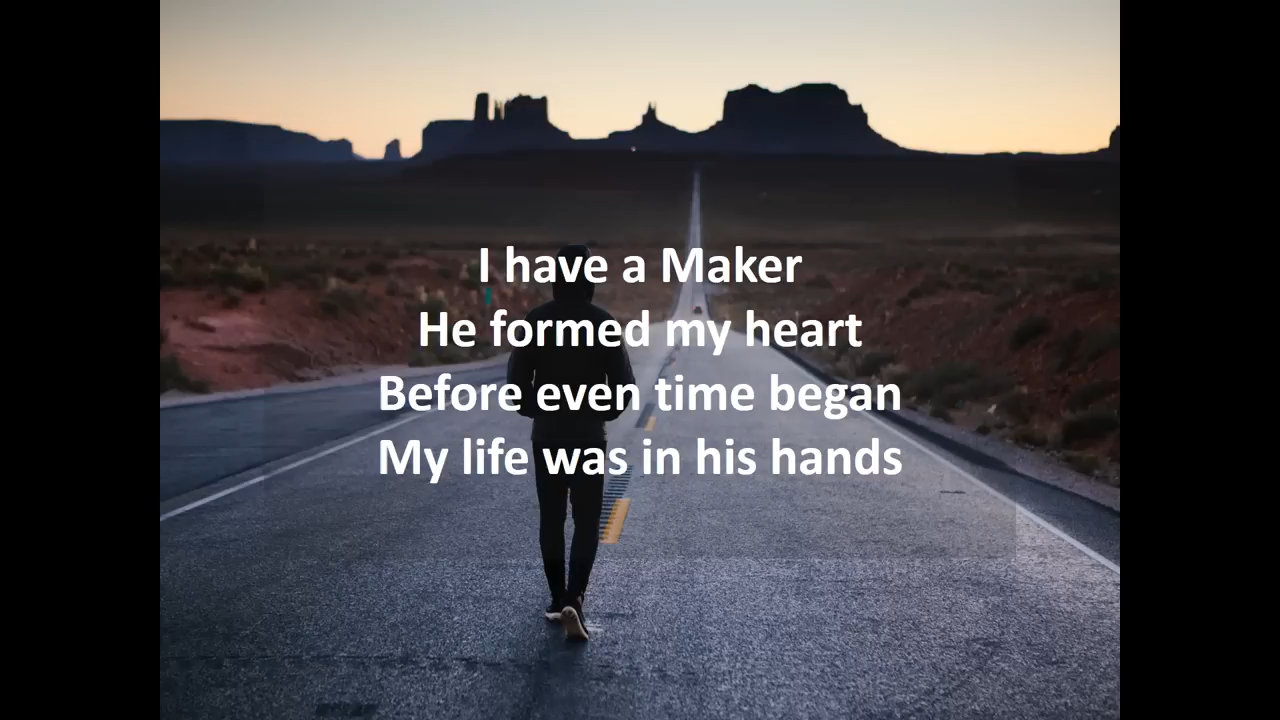 I have a Maker
He formed my heart
Before even time began
My life was in his hands